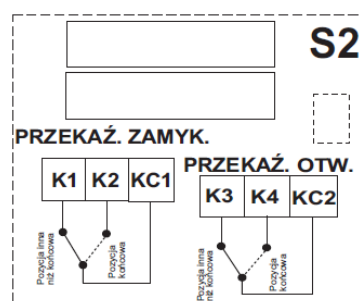 S2
PRZEKAŹ. ZAMYK.
K1 K2 KC1
Pozycja inna
niż końcowa
Pozycja
końcowa
PRZEKAŹ. OTW.
K3 K4 KC2
Pozycja inna
niż końcowa
Pozycja
końcowa